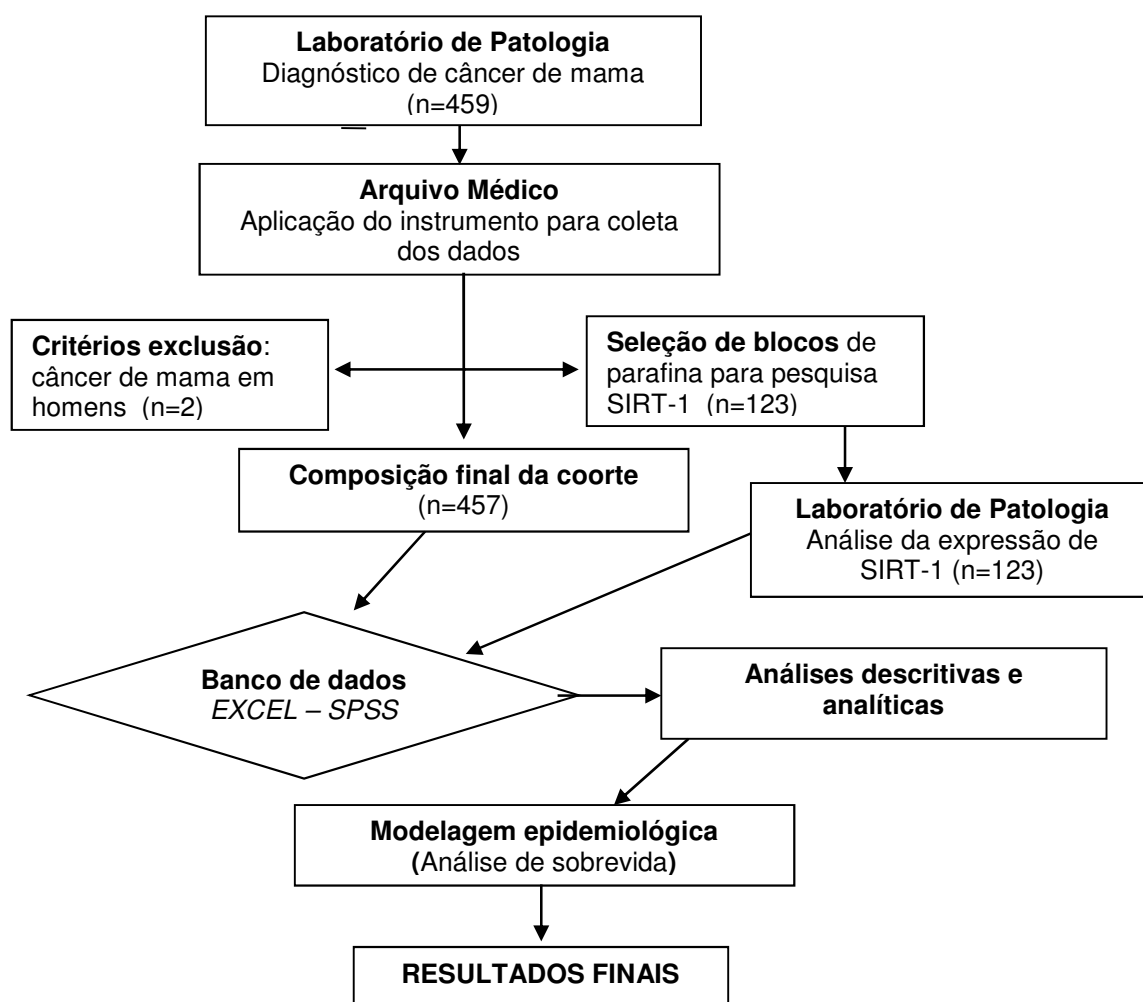 Laboratório de Patologia
Diagnóstico de câncer de mama
(n=459)
Arquivo Médico
Aplicação do instrumento para coleta
dos dados
Critérios exclusão:
câncer de mama em
homens (n=2)
Seleção de blocos de
parafina para pesquisa
SIRT-1 (n=123)
Composição final da coorte
(n=457)
Laboratório de Patologia
Análise da expressão de
SIRT-1 (n=123)
Banco de dados
EXCEL – SPSS
Análises descritivas e
analíticas
Modelagem epidemiológica
(Análise de sobrevida)
RESULTADOS FINAIS